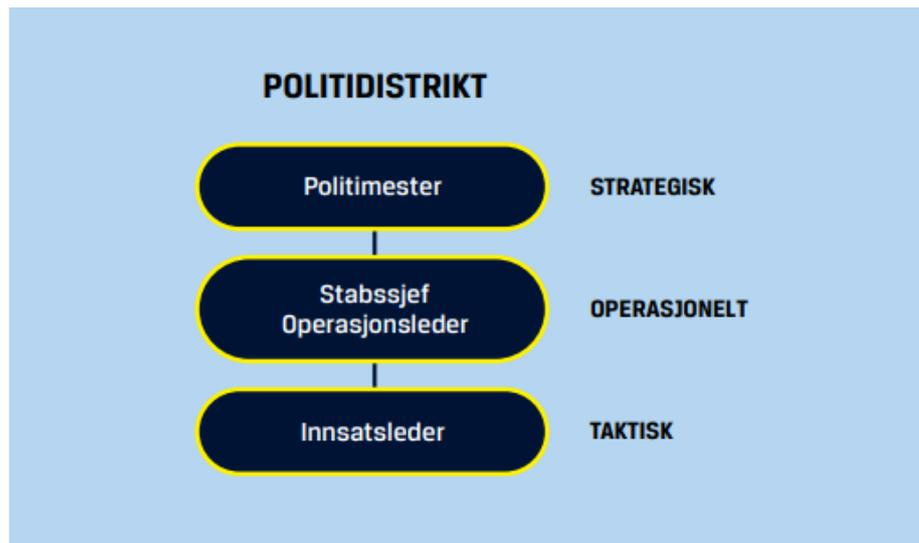 POLITIDISTRIKT
Politimester
STRATEGISK
Stabssjef
Operasjonsleder
OPERASJONELT
Innsatsleder
TAKTISK